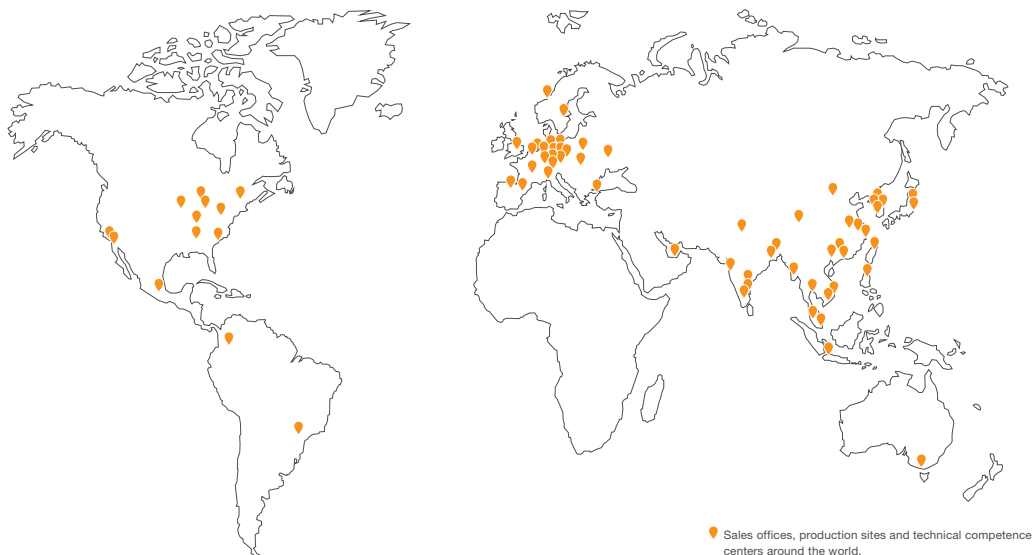 Sales offices, production sites and technical competence
centers around the world.